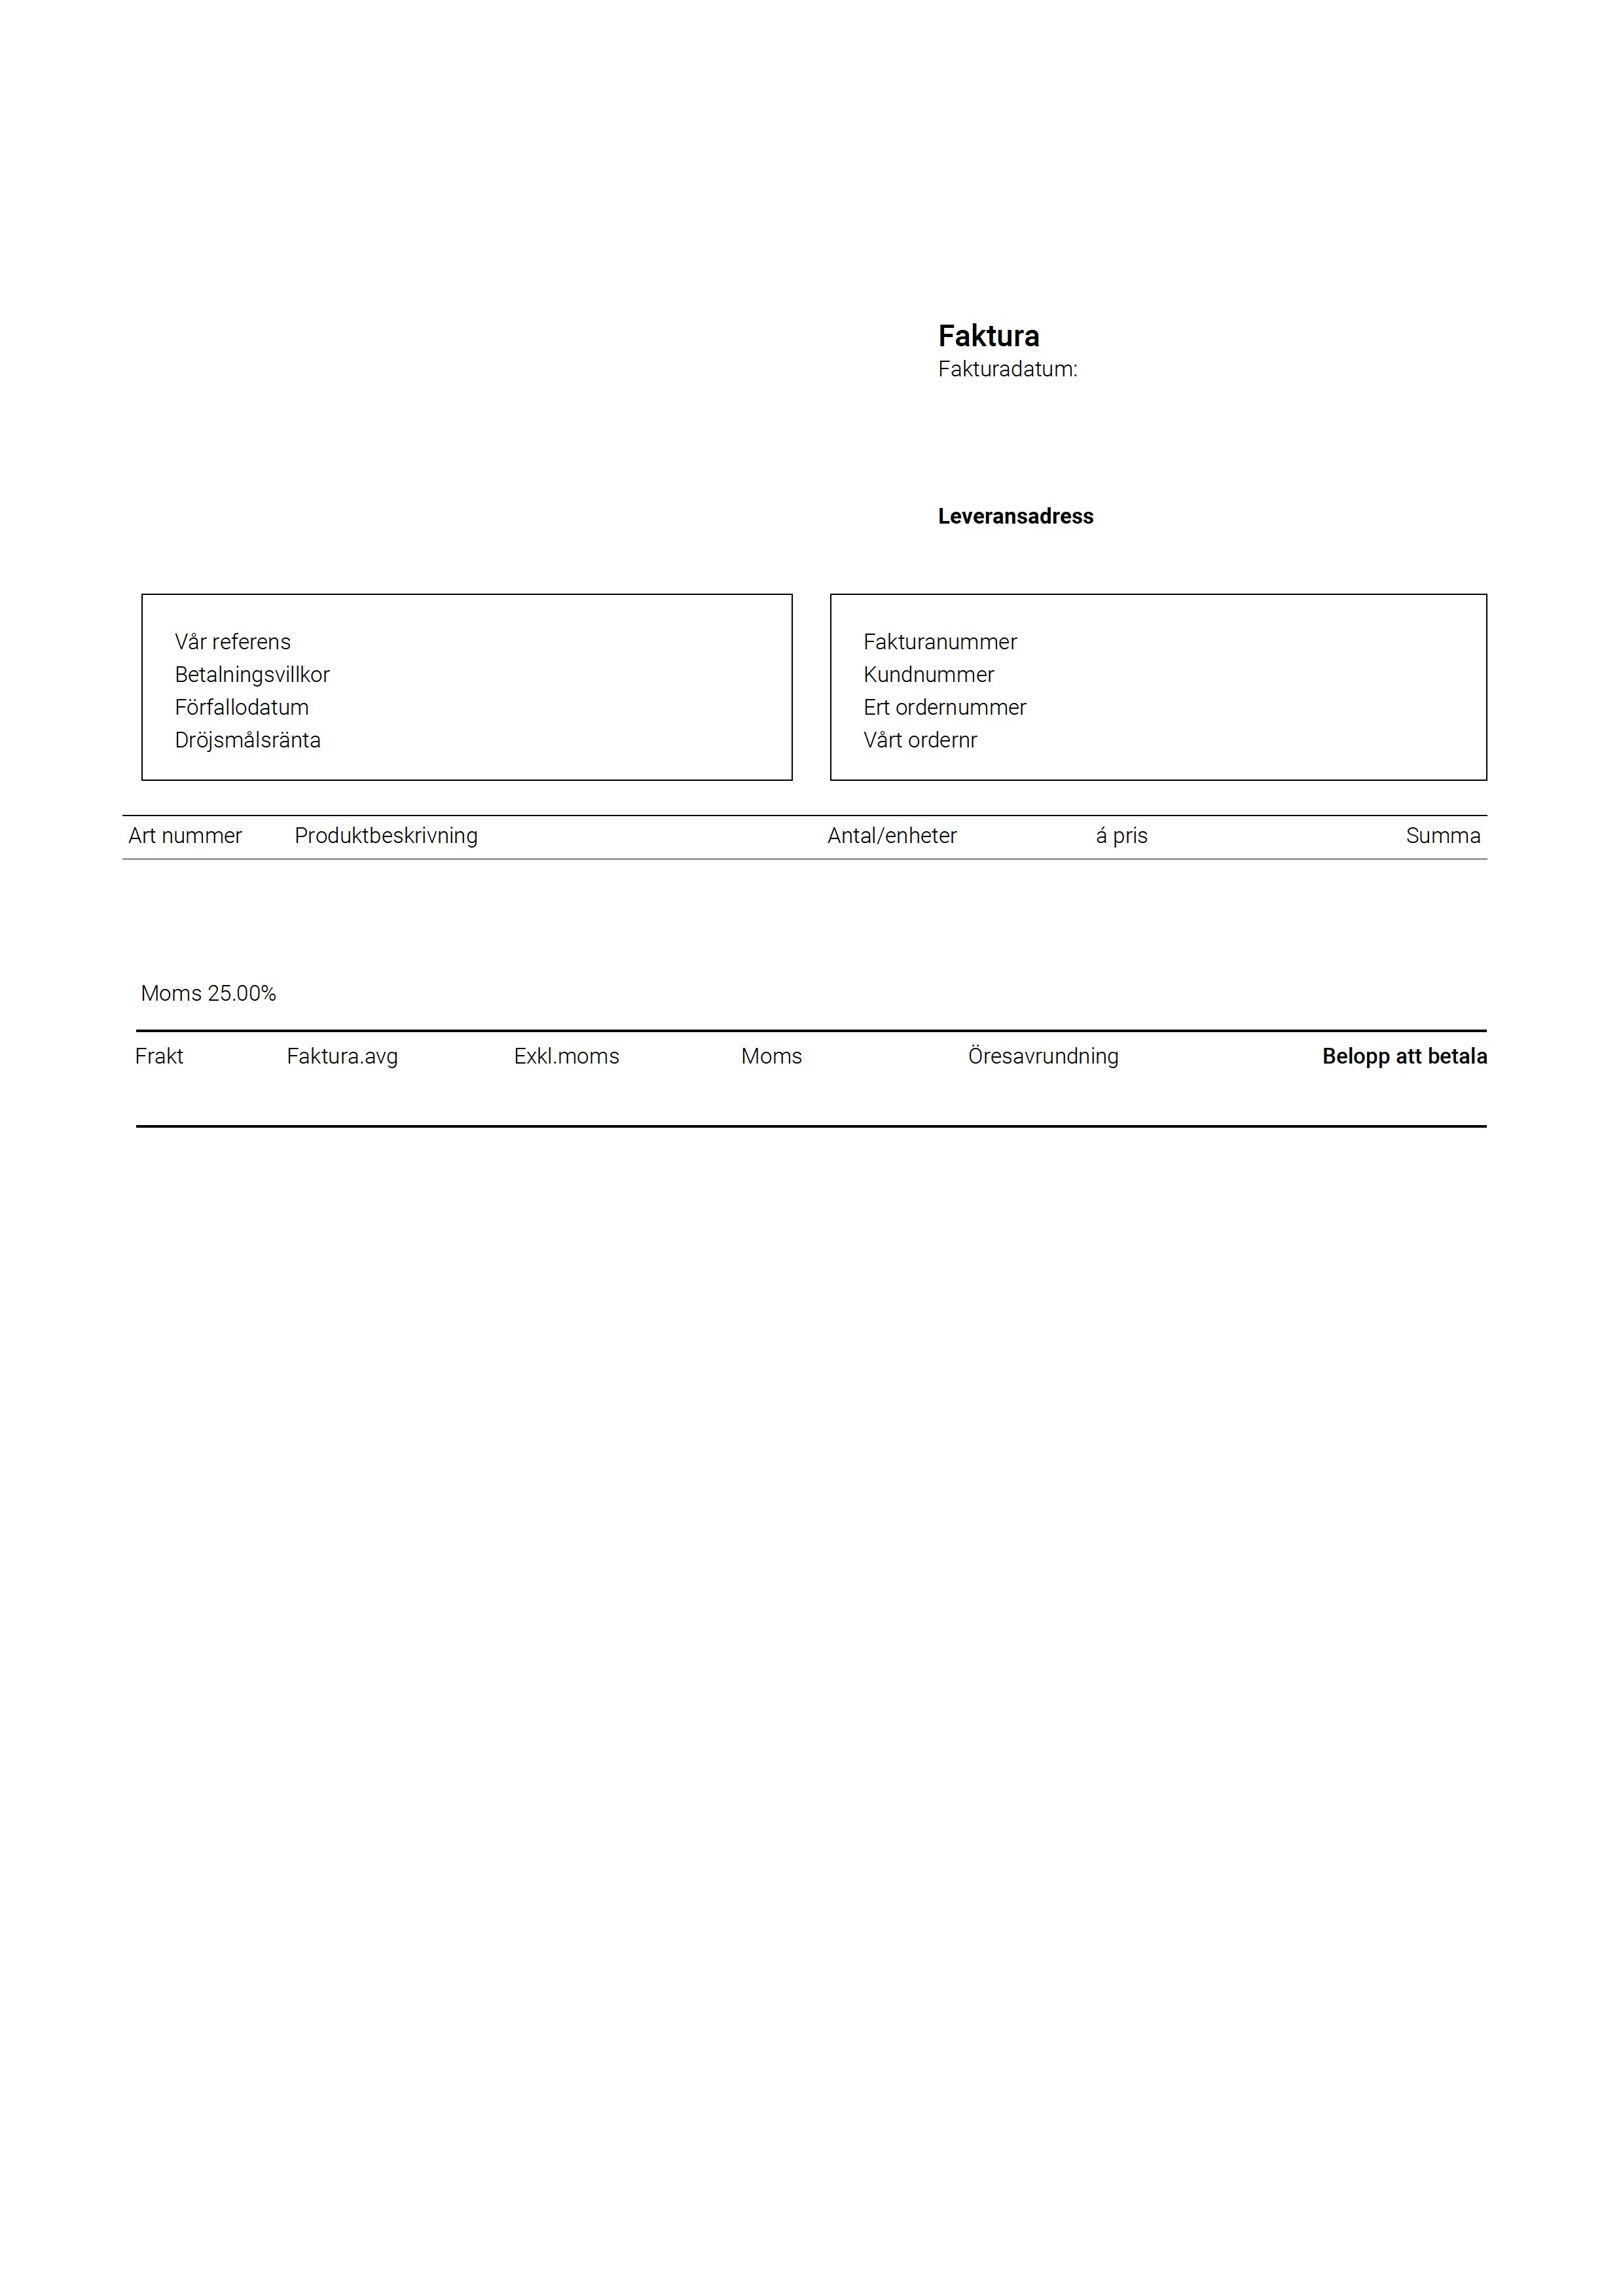 Faktura
Fakturadatum:
Leveransadress
Vår referens
Betalningsvillkor
Förfallodatum
Dröjsmålsränta
Fakturanummer
Kundnummer
Ert ordernummer
Vårt ordernr
Art nummer Produktbeskrivning Antal/enheter á pris Summa
Moms 25.00%
Frakt Faktura.avg Exkl.moms Moms Öresavrundning Belopp att betala